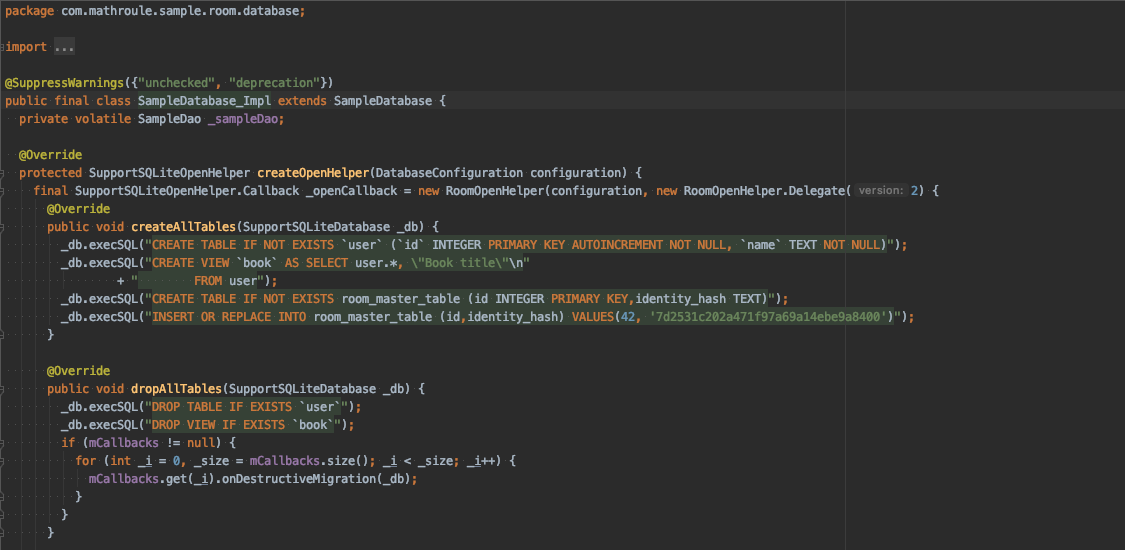 package com.mathroule.sample.room.database;
import ...
@SuppressWarnings({"unchecked", "deprecation"})
public final class SampleDatabase_Impl extends SampleDatabase {
private volatile SampleDao _sampleDao;
@Override
protected SupportSQLiteOpenHelper createOpenHelper(DatabaseConfiguration configuration) {
final SupportSQLiteOpenHelper.Callback _openCallback = new RoomOpenHelper(configuration, new RoomOpenHelper.Delegate( version: 2) {
@Override
public void createAllTables(SupportSQLiteDatabase _db) {
_db.execSQL("CREATE TABLE IF NOT EXISTS `user` (`id` INTEGER PRIMARY KEY AUTOINCREMENT NOT NULL, `name` TEXT NOT NULL)");
_db.execSQL("CREATE VIEW `book` AS SELECT user.*, \"Book title\"\n"
+ "        FROM user");
_db.execSQL("CREATE TABLE IF NOT EXISTS room_master_table (id INTEGER PRIMARY KEY,identity_hash TEXT)");
_db.execSQL("INSERT OR REPLACE INTO room_master_table (id,identity_hash) VALUES(42, '7d2531c202a471f97a69a14ebe9a8400')");
}
@Override
public void dropAllTables(SupportSQLiteDatabase _db) {
_db.execSQL("DROP TABLE IF EXISTS `user`");
_db.execSQL("DROP VIEW IF EXISTS `book`");
if (mCallbacks != null) {
for (int _i = 0, _size = mCallbacks.size(); _i < _size; _i++) {
mCallbacks.get(_i).onDestructiveMigration(_db);
}
}
}